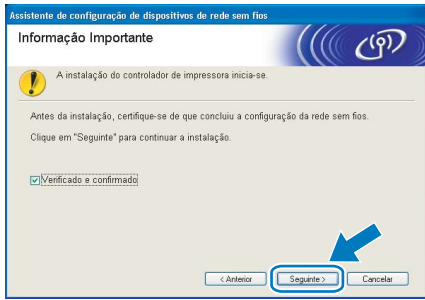 Assistente de configuração de dispositivos de rede sem fios
Informação Importante
A instalação do controlador de impressora inicia-se.
Antes da instalação, certifique-se de que concluiu a configuração da rede sem fios.
Clique em "Seguinte" para continuar a instalação.
Verificado e confirmado
< Anterior Seguinte > Cancelar